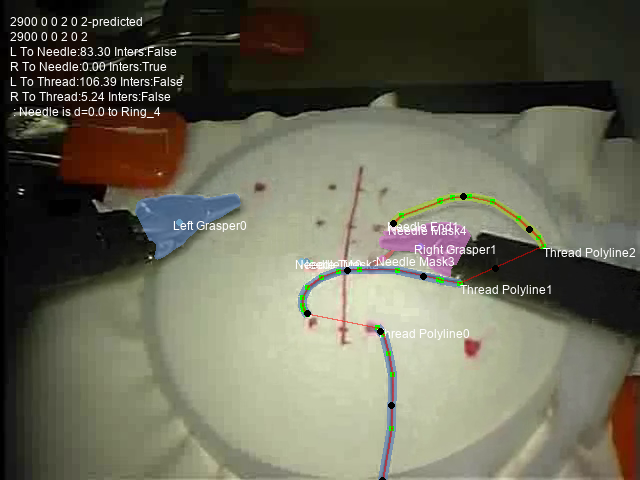 2900 0 0 2 0 2-predicted
2900 0 0 2 0 2
L To Needle:83.30 Inters:False
R To Needle:0.00 Inters:True
L To Thread:106.39 Inters:False
R To Thread:5.24 Inters:False
: Needle is d=0.0 to Ring_4
Left Grasper0
Needle End1
Needle Mask4
Right Grasper1
Thread Polyline2
Needle Mask3
Thread Polyline1
Thread Polyline0